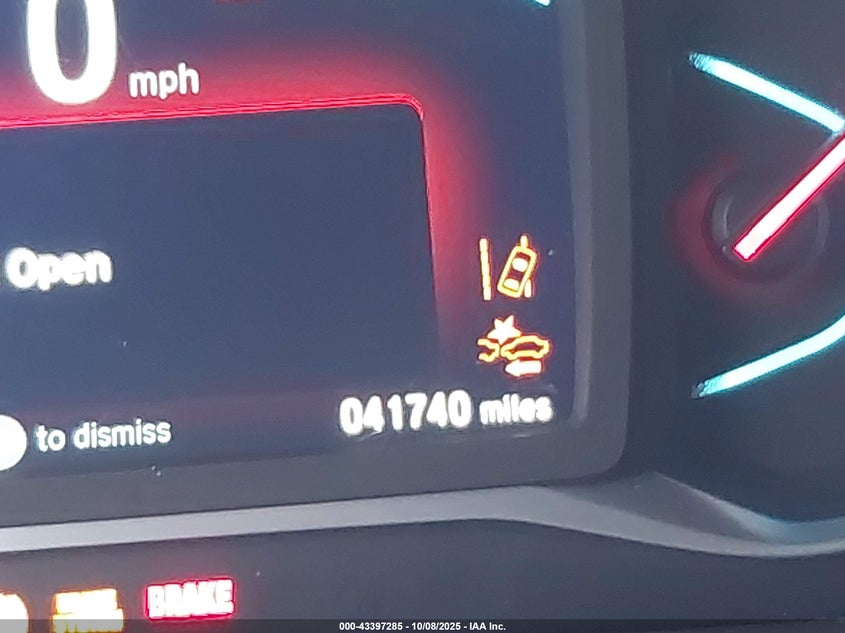 0 mph
Open
041740 miles
to dismiss
BRAKE
000-43397285 - 10/08/2025 - IAA Inc.